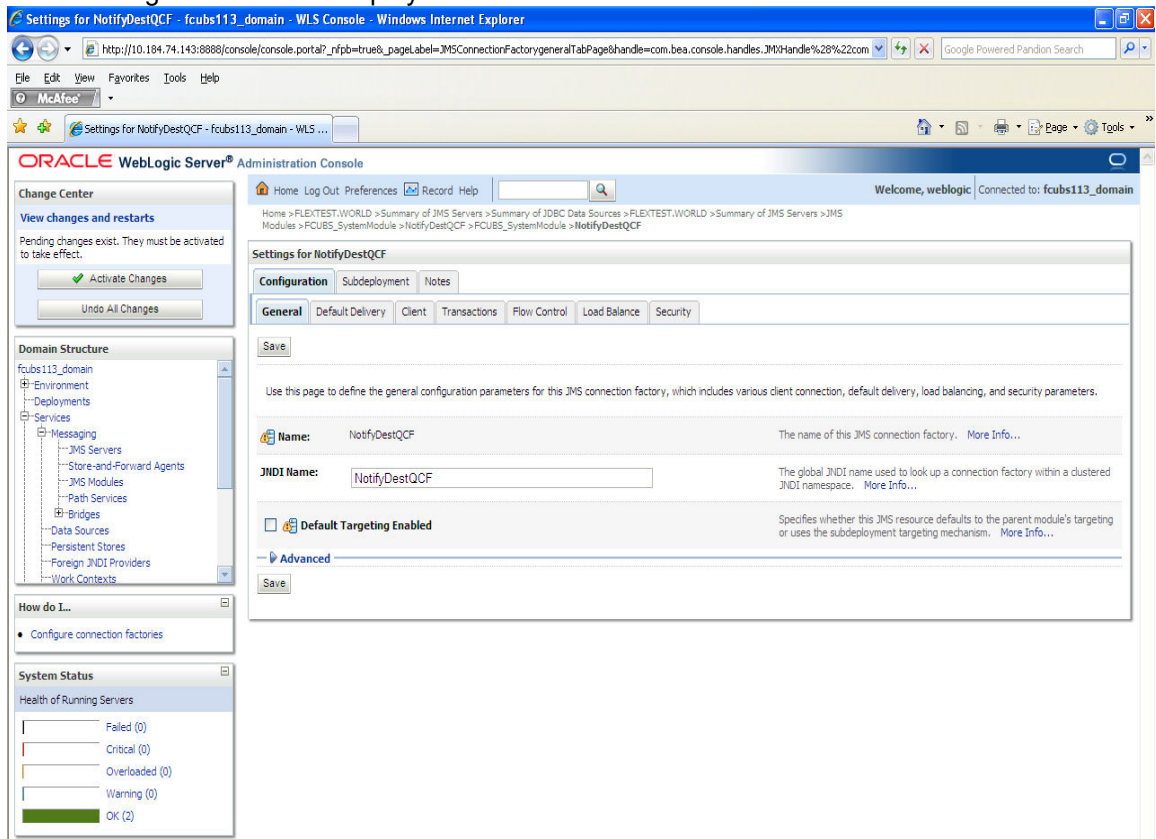 Settings for NotifyDestQCF - fcubs113_domain - WLS Console - Windows Internet Explorer
http://10.184.74.143:8888/console/console.portal?_nfpb=true&_pageLabel=JMSConnectionFactorygeneralTabPage&handle=com.bea.console.handles.JMXHandle%28%22com
Google Powered Pandion Search
File Edit View Favorites Tools Help
McAfee
Settings for NotifyDestQCF - fcubs113_domain - WLS ...
Page Tools »
ORACLE WebLogic Server® Administration Console
Change Center
View changes and restarts
Pending changes exist. They must be activated
to take effect.
Activate Changes
Undo All Changes
Domain Structure
fcubs113_domain
Environment
Deployments
Services
Messaging
JMS Servers
Store-and-Forward Agents
JMS Modules
Path Services
Bridges
Data Sources
Persistent Stores
Foreign JNDI Providers
Work Contexts
How do I...
Configure connection factories
System Status
Health of Running Servers
Failed (0)
Critical (0)
Overloaded (0)
Warning (0)
OK (2)
Home Log Out Preferences Record Help
Welcome, weblogic Connected to: fcubs113_domain
Home >FLEXTEST.WORLD >Summary of JMS Servers >Summary of JDBC Data Sources >FLEXTEST.WORLD >Summary of JMS Servers >JMS
Modules >FCUBS_SystemModule >NotifyDestQCF >FCUBS_SystemModule >NotifyDestQCF
Settings for NotifyDestQCF
Configuration Subdeployment Notes
General Default Delivery Client Transactions Flow Control Load Balance Security
Save
Use this page to define the general configuration parameters for this JMS connection factory, which includes various client connection, default delivery, load balancing, and security parameters.
Name: NotifyDestQCF
The name of this JMS connection factory. More Info...
JNDI Name: NotifyDestQCF
The global JNDI name used to look up a connection factory within a clustered
JNDI namespace. More Info...
Default Targeting Enabled
Specifies whether this JMS resource defaults to the parent module's targeting
or uses the subdeployment targeting mechanism. More Info...
Advanced
Save